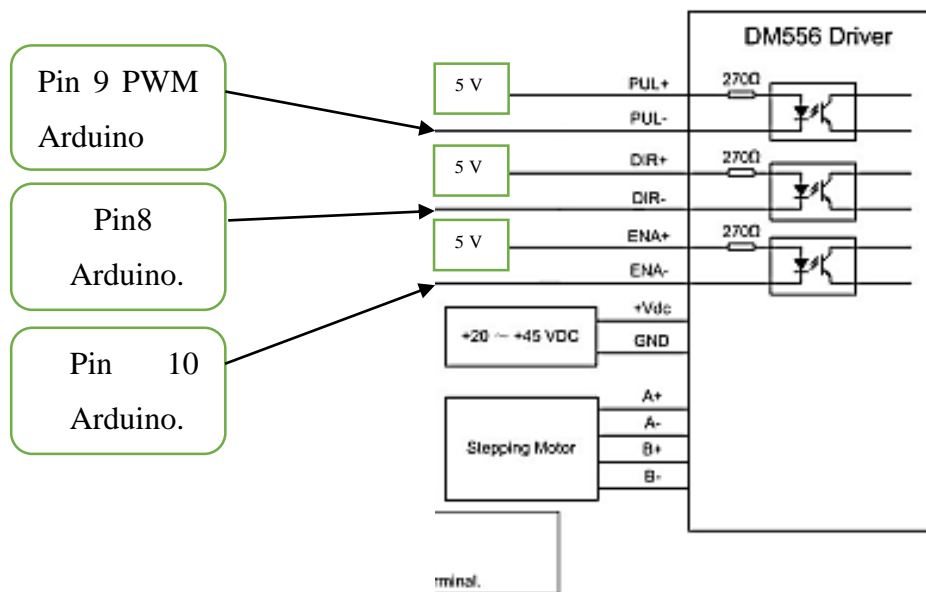 DM556 Driver
Pin 9 PWM
Arduino
5 V
PUL+
270Ω
PUL-
5 V
DIR+
270Ω
Pin8
Arduino.
DIR-
5 V
ENA+
270Ω
ENA-
+Vdc
+20 ~ +45 VDC
GND
Pin 10
Arduino.
A+
A-
Stepping Motor
B+
B-
rminal.